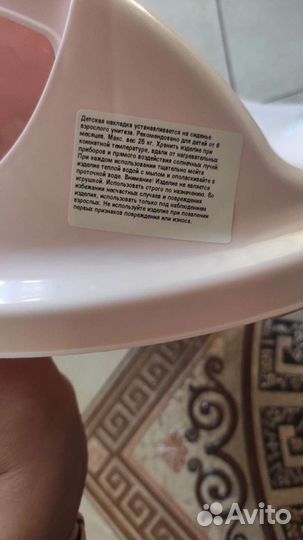 Детская накладка устанавливается на сиденье
взрослого унитаза. Рекомендовано для детей от 6
месяцев. Макс. вес 25 кг. Хранить изделие при
комнатной температуре, вдали от нагревательных
приборов и прямого воздействия солнечных лучей.
При каждом использовании тщательно мойте
изделие теплой водой с мылом и ополаскивайте в
проточной воде. Внимание! Изделие не является
игрушкой. Использовать строго по назначению. Во
избежании несчастных случаев и повреждения
изделия, использовать только под наблюдением
взрослых. Не используйте изделие при появлении
первых признаков повреждения или износа.
Avito